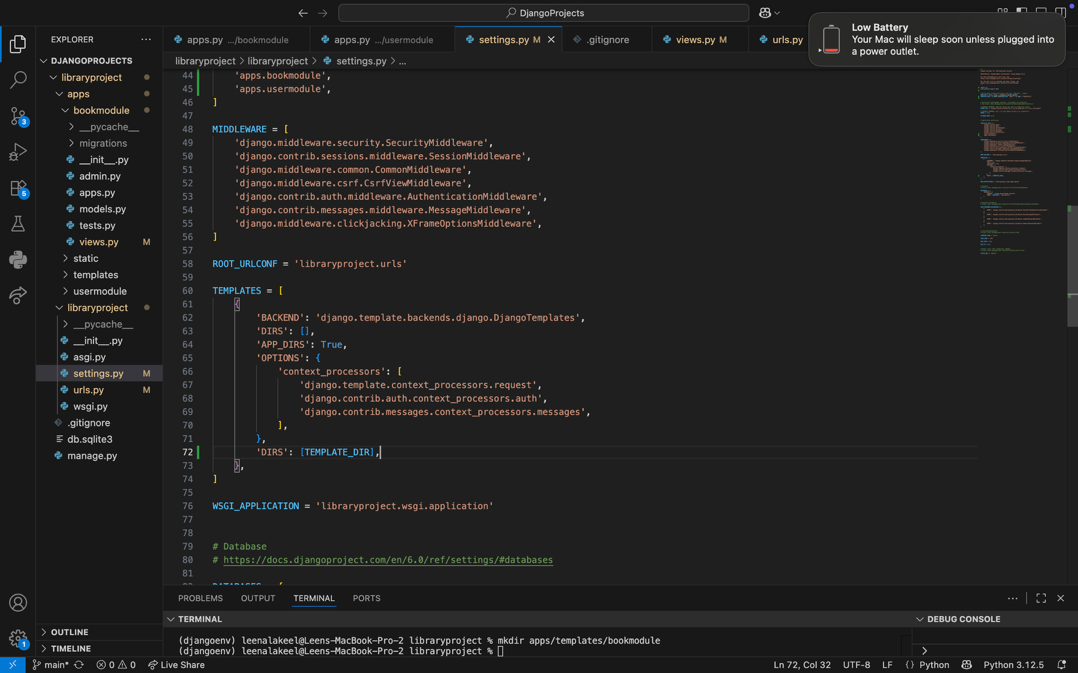 DjangoProjects
Low Battery
Your Mac will sleep soon unless plugged into
a power outlet.
EXPLORER
apps.py .../bookmodule
apps.py .../usermodule
settings.py M
.gitignore
views.py M
urls.py
libraryproject > libraryproject > settings.py > ...
DJANGOPROJECTS
libraryproject
apps
bookmodule
__pycache__
migrations
__init__.py
admin.py
apps.py
models.py
tests.py
views.py M
static
templates
usermodule
libraryproject
__pycache__
__init__.py
asgi.py
settings.py M
urls.py M
wsgi.py
.gitignore
db.sqlite3
manage.py
OUTLINE
TIMELINE
3
5
1
44 'apps.bookmodule',
45 'apps.usermodule',
46 ]
47
48 MIDDLEWARE = [
49 'django.middleware.security.SecurityMiddleware',
50 'django.contrib.sessions.middleware.SessionMiddleware',
51 'django.middleware.common.CommonMiddleware',
52 'django.middleware.csrf.CsrfViewMiddleware',
53 'django.contrib.auth.middleware.AuthenticationMiddleware',
54 'django.contrib.messages.middleware.MessageMiddleware',
55 'django.middleware.clickjacking.XFrameOptionsMiddleware',
56 ]
57
58 ROOT_URLCONF = 'libraryproject.urls'
59
60 TEMPLATES = [
61 {
62 'BACKEND': 'django.template.backends.django.DjangoTemplates',
63 'DIRS': [],
64 'APP_DIRS': True,
65 'OPTIONS': {
66 'context_processors': [
67 'django.template.context_processors.request',
68 'django.contrib.auth.context_processors.auth',
69 'django.contrib.messages.context_processors.messages',
70 ],
71 },
72 'DIRS': [TEMPLATE_DIR],
73 },
74 ]
75
76 WSGI_APPLICATION = 'libraryproject.wsgi.application'
77
78
79 # Database
80 # https://docs.djangoproject.com/en/6.0/ref/settings/#databases
81
PROBLEMS OUTPUT TERMINAL PORTS
TERMINAL
DEBUG CONSOLE
(djangoenv) leenalakeel@Leens-MacBook-Pro-2 libraryproject % mkdir apps/templates/bookmodule
(djangoenv) leenalakeel@Leens-MacBook-Pro-2 libraryproject %
main* 0 0 Live Share Ln 72, Col 32 UTF-8 LF {} Python Python 3.12.5